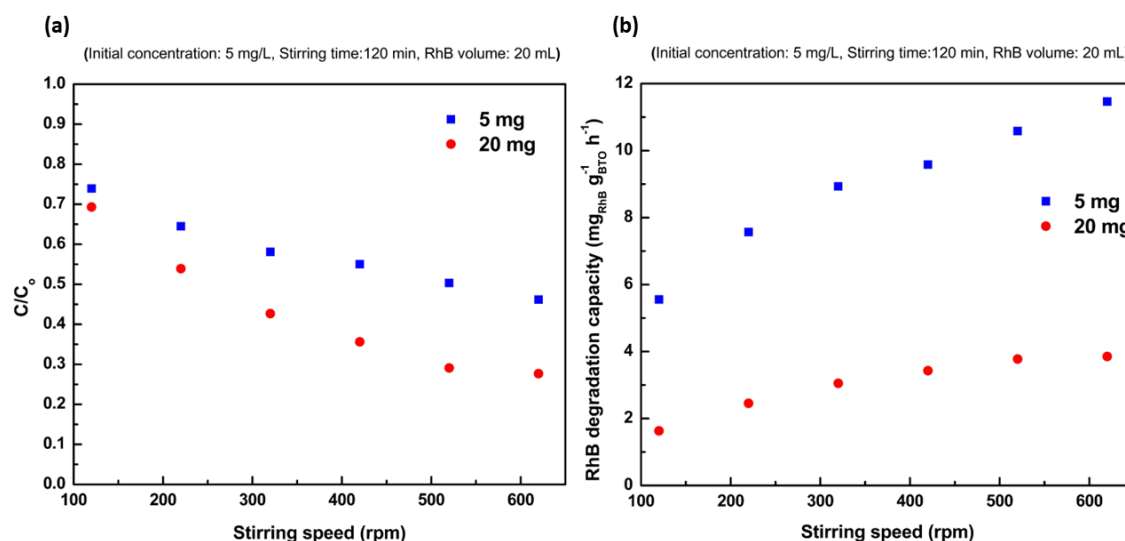 (a)
(Initial concentration: 5 mg/L, Stirring time:120 min, RhB volume: 20 mL)
1.0
0.9
0.8
0.7
0.6
0.5
0.4
0.3
0.2
0.1
0.0
C/Co
5 mg
20 mg
100 200 300 400 500 600
Stirring speed (rpm)
(b)
(Initial concentration: 5 mg/L, Stirring time:120 min, RhB volume: 20 mL)
12
10
8
6
4
2
0
RhB degradation capacity (mgRhB g-1BTO h-1)
5 mg
20 mg
100 200 300 400 500 600
Stirring speed (rpm)